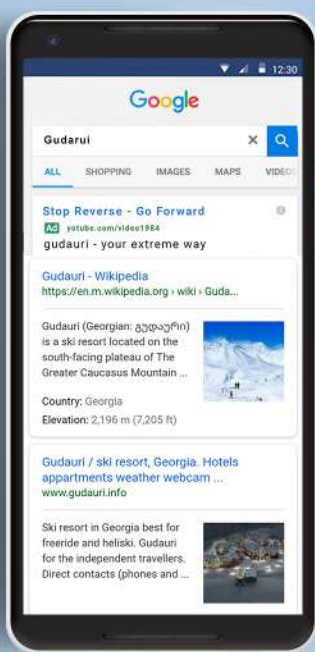 12:30
Google
Gudarui ×
ALL SHOPPING IMAGES MAPS VIDEO
Stop Reverse - Go Forward
Ad yotube.com/video1984
gudauri - your extreme way
Gudauri - Wikipedia
https://en.m.wikipedia.org › wiki › Guda...
Gudauri (Georgian: გუდაური)
is a ski resort located on the
south-facing plateau of The
Greater Caucasus Mountain ...
Country: Georgia
Elevation: 2,196 m (7,205 ft)
Gudauri / ski resort, Georgia. Hotels
appartments weather webcam ...
www.gudauri.info
Ski resort in Georgia best for
freeride and heliski. Gudauri
for the independent travellers.
Direct contacts (phones and ...